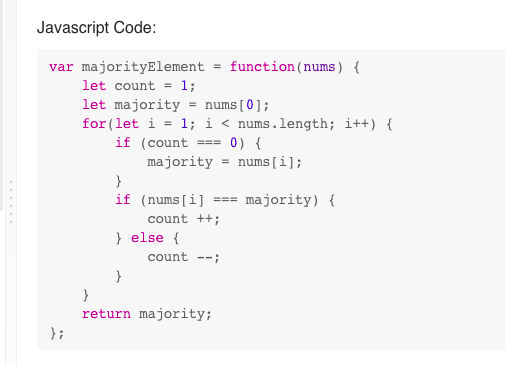 Javascript Code:
var majorityElement = function(nums) {
    let count = 1;
    let majority = nums[0];
    for(let i = 1; i < nums.length; i++) {
        if (count === 0) {
            majority = nums[i];
        }
        if (nums[i] === majority) {
            count ++;
        } else {
            count --;
        }
    }
    return majority;
};